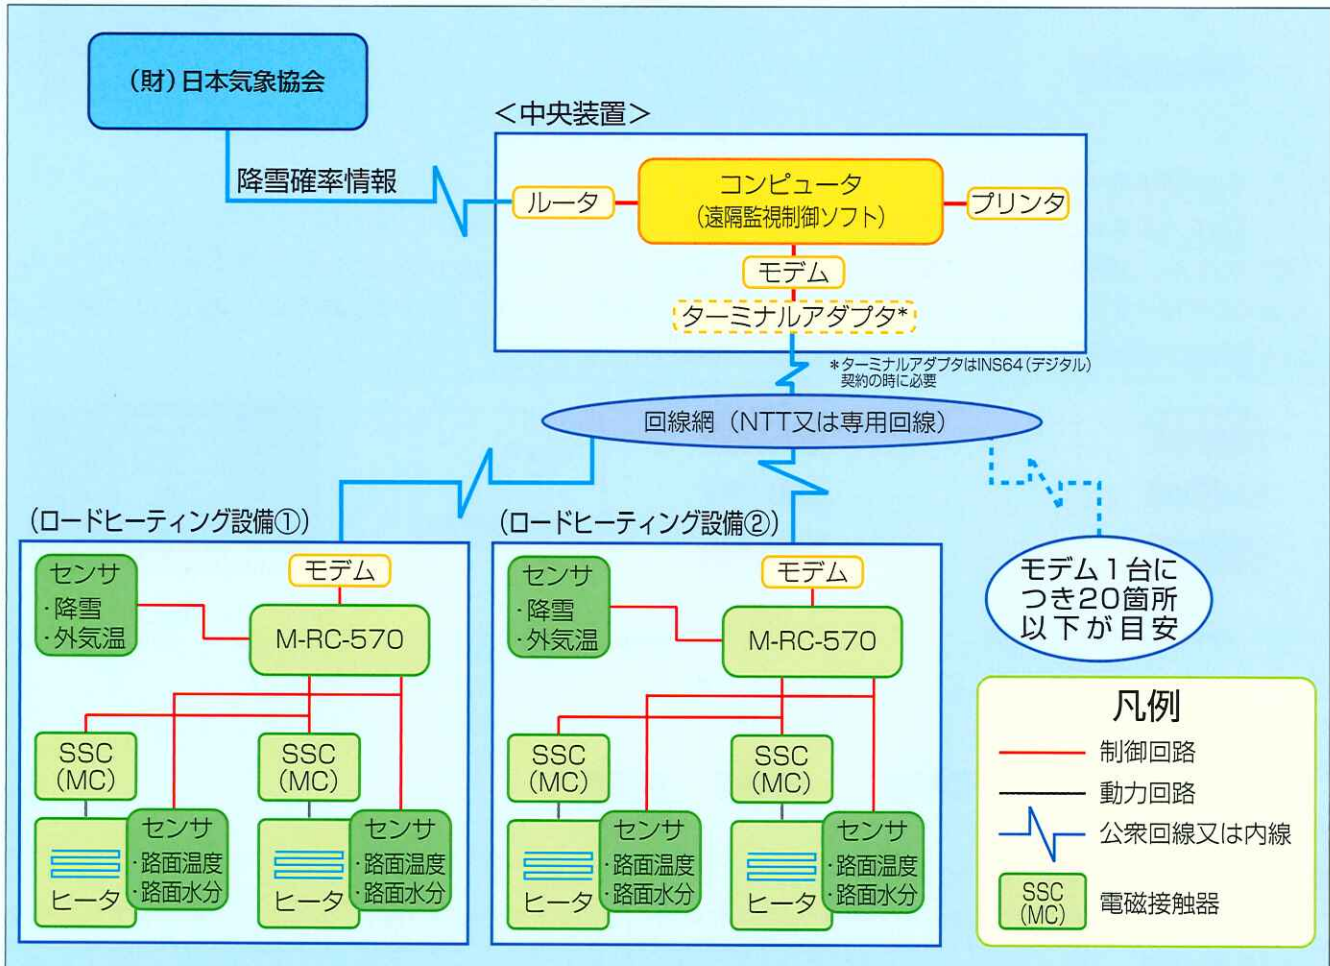 (財)日本気象協会
降雪確率情報
<中央装置>
ルータ
コンピュータ
(遠隔監視制御ソフト)
プリンタ
モデム
ターミナルアダプタ*
*ターミナルアダプタはINS64(デジタル)
契約の時に必要
回線網(NTT又は専用回線)
(ロードヒーティング設備①)
センサ
・降雪
・外気温
モデム
M-RC-570
SSC
(MC)
SSC
(MC)
ヒータ
センサ
・路面温度
・路面水分
ヒータ
センサ
・路面温度
・路面水分
(ロードヒーティング設備②)
センサ
・降雪
・外気温
モデム
M-RC-570
SSC
(MC)
SSC
(MC)
ヒータ
センサ
・路面温度
・路面水分
ヒータ
センサ
・路面温度
・路面水分
モデム1台に
つき20箇所
以下が目安
凡例
制御回路
動力回路
公衆回線又は内線
SSC
(MC)
電磁接触器